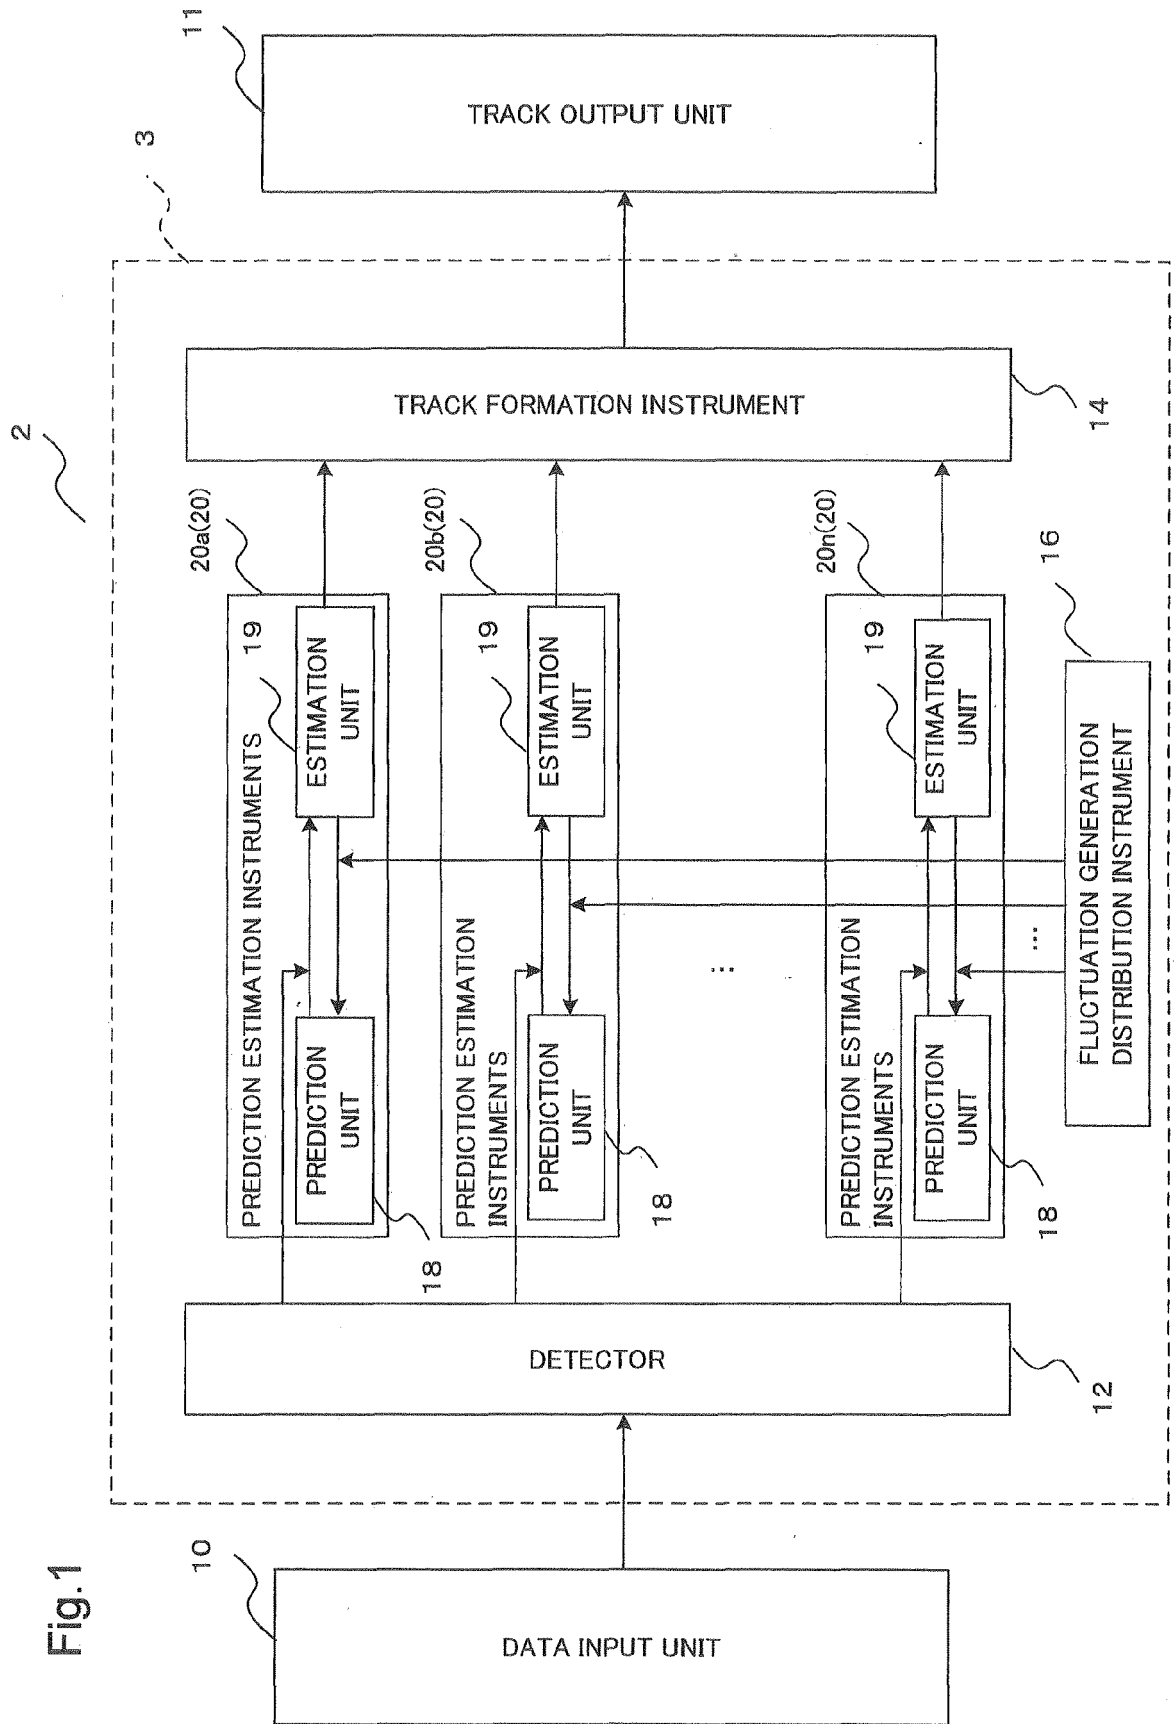 Fig.1
2
3
10
DATA INPUT UNIT
DETECTOR
12
PREDICTION ESTIMATION INSTRUMENTS
20a(20)
PREDICTION
UNIT
18
ESTIMATION
UNIT
19
PREDICTION ESTIMATION
INSTRUMENTS
20b(20)
PREDICTION
UNIT
18
ESTIMATION
UNIT
19
...
PREDICTION ESTIMATION
INSTRUMENTS
20n(20)
PREDICTION
UNIT
18
ESTIMATION
UNIT
19
...
FLUCTUATION GENERATION
DISTRIBUTION INSTRUMENT
16
TRACK FORMATION INSTRUMENT
14
TRACK OUTPUT UNIT
11